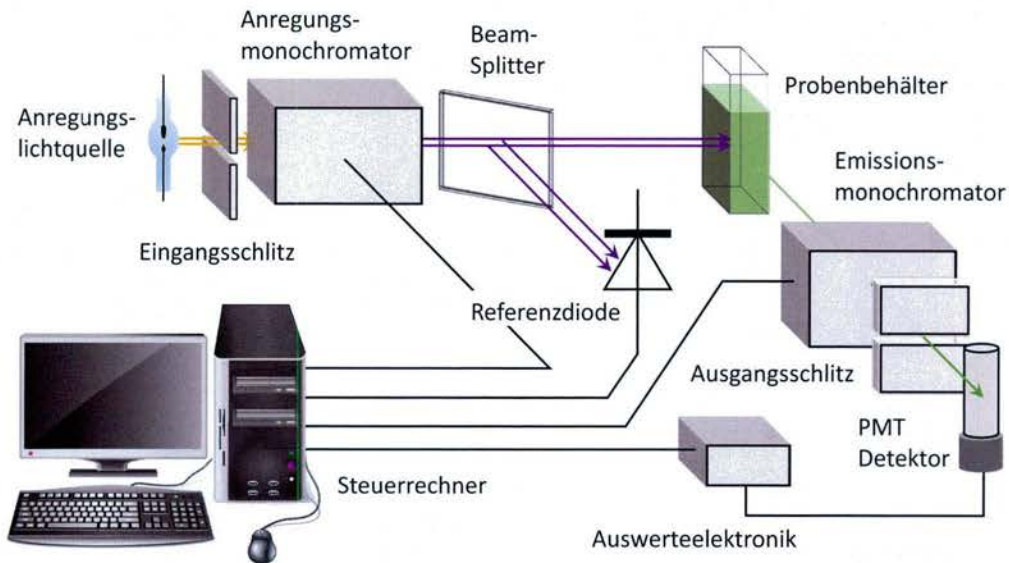 Anregungs-
monochromator
Beam-
Splitter
Probenbehälter
Anregungs-
lichtquelle
Emissions-
monochromator
Eingangsschlitz
Referenzdiode
Ausgangsschlitz
PMT
Detektor
Steuerrechner
Auswerteelektronik